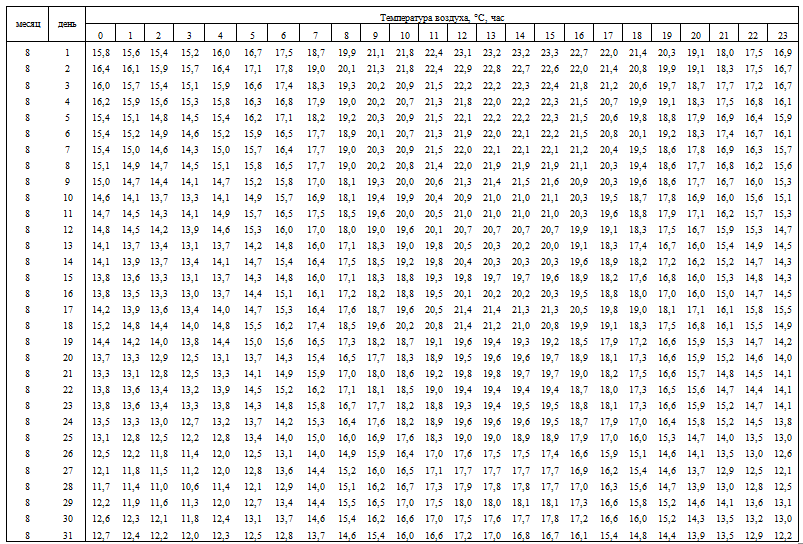 Температура воздуха, °С, час
месяц день 0 1 2 3 4 5 6 7 8 9 10 11 12 13 14 15 16 17 18 19 20 21 22 23
8 1 15,8 15,6 15,4 15,2 16,0 16,7 17,5 18,7 19,9 21,1 21,8 22,4 23,1 23,2 23,2 23,3 22,7 22,0 21,4 20,3 19,1 18,0 17,5 16,9
8 2 16,4 16,1 15,9 15,7 16,4 17,1 17,8 19,0 20,1 21,3 21,8 22,4 22,9 22,8 22,7 22,6 22,0 21,4 20,8 19,9 19,1 18,3 17,5 16,7
8 3 16,0 15,7 15,4 15,1 15,9 16,6 17,4 18,3 19,3 20,2 20,9 21,5 22,2 22,2 22,3 22,4 21,8 21,2 20,6 19,7 18,7 17,7 17,2 16,7
8 4 16,2 15,9 15,6 15,3 15,8 16,3 16,8 17,9 19,0 20,2 20,7 21,3 21,8 22,0 22,2 22,3 21,5 20,7 19,9 19,1 18,3 17,5 16,8 16,1
8 5 15,4 15,1 14,8 14,5 15,4 16,2 17,1 18,2 19,3 20,4 20,9 21,5 22,1 22,2 22,2 22,3 21,5 20,6 19,8 18,8 17,9 16,9 16,4 15,9
8 6 15,4 15,2 14,9 14,6 15,2 15,9 16,5 17,7 18,9 20,1 20,7 21,3 21,9 22,0 22,1 22,2 21,5 20,8 20,1 19,2 18,3 17,4 16,7 16,1
8 7 15,4 15,0 14,6 14,3 15,0 15,7 16,4 17,7 19,0 20,3 20,9 21,5 22,0 22,1 22,1 22,1 21,2 20,4 19,5 18,6 17,8 16,9 16,3 15,7
8 8 15,1 14,9 14,7 14,5 15,1 15,8 16,5 17,7 19,0 20,2 20,8 21,4 22,0 21,9 21,9 21,9 21,1 20,3 19,4 18,6 17,7 16,8 16,2 15,6
8 9 15,0 14,7 14,4 14,1 14,7 15,2 15,8 17,0 18,1 19,3 20,0 20,6 21,3 21,4 21,5 21,6 20,9 20,3 19,6 18,6 17,7 16,7 16,0 15,3
8 10 14,6 14,1 13,7 13,3 14,1 14,9 15,7 16,9 18,1 19,4 19,9 20,4 20,9 21,0 21,0 21,1 20,3 19,5 18,7 17,8 16,9 16,0 15,6 15,1
8 11 14,7 14,5 14,3 14,1 14,9 15,7 16,5 17,5 18,5 19,6 20,0 20,5 21,0 21,0 21,0 21,0 20,3 19,6 18,8 17,9 17,1 16,2 15,7 15,3
8 12 14,8 14,5 14,2 13,9 14,6 15,3 16,0 17,0 18,0 19,0 19,6 20,1 20,7 20,7 20,7 20,7 19,9 19,1 18,3 17,5 16,7 15,9 15,3 14,7
8 13 14,1 13,7 13,4 13,1 13,7 14,2 14,8 16,0 17,1 18,3 19,0 19,8 20,5 20,3 20,2 20,0 19,1 18,3 17,4 16,7 16,0 15,4 14,9 14,5
8 14 14,1 13,9 13,7 13,4 14,1 14,7 15,4 16,4 17,5 18,5 19,2 19,8 20,4 20,3 20,3 20,3 19,6 18,9 18,2 17,2 16,2 15,2 14,7 14,3
8 15 13,8 13,6 13,3 13,1 13,7 14,3 14,8 16,0 17,1 18,3 18,8 19,3 19,8 19,7 19,7 19,6 18,9 18,2 17,6 16,8 16,0 15,3 14,8 14,3
8 16 13,8 13,5 13,3 13,0 13,7 14,4 15,1 16,1 17,2 18,2 18,8 19,5 20,1 20,2 20,2 20,3 19,5 18,8 18,0 17,0 16,0 15,0 14,7 14,5
8 17 14,2 13,9 13,6 13,4 14,0 14,7 15,3 16,4 17,6 18,7 19,6 20,5 21,4 21,4 21,3 21,3 20,5 19,8 19,0 18,1 17,1 16,1 15,8 15,5
8 18 15,2 14,8 14,4 14,0 14,8 15,5 16,2 17,4 18,5 19,6 20,2 20,8 21,4 21,2 21,0 20,8 19,9 19,1 18,3 17,5 16,8 16,1 15,5 14,9
8 19 14,4 14,2 14,0 13,8 14,4 15,0 15,6 16,5 17,3 18,2 18,7 19,1 19,6 19,4 19,3 19,2 18,5 17,9 17,2 16,6 15,9 15,3 14,7 14,2
8 20 13,7 13,3 12,9 12,5 13,1 13,7 14,3 15,4 16,5 17,7 18,3 18,9 19,5 19,6 19,6 19,7 18,9 18,1 17,3 16,6 15,9 15,2 14,6 14,0
8 21 13,3 13,1 12,8 12,5 13,3 14,1 14,9 15,9 17,0 18,0 18,6 19,2 19,8 19,8 19,7 19,7 19,0 18,2 17,5 16,6 15,7 14,8 14,5 14,1
8 22 13,8 13,6 13,4 13,2 13,9 14,5 15,2 16,2 17,1 18,1 18,5 19,0 19,4 19,4 19,4 19,4 18,7 18,0 17,3 16,5 15,6 14,7 14,4 14,1
8 23 13,8 13,6 13,4 13,3 13,8 14,3 14,8 15,8 16,7 17,7 18,2 18,8 19,3 19,4 19,5 19,5 18,8 18,1 17,3 16,6 15,9 15,2 14,7 14,1
8 24 13,5 13,3 13,0 12,7 13,2 13,7 14,2 15,3 16,4 17,6 18,2 18,9 19,6 19,6 19,6 19,5 18,7 17,9 17,0 16,4 15,8 15,2 14,5 13,8
8 25 13,1 12,8 12,5 12,2 12,8 13,4 14,0 15,0 16,0 16,9 17,6 18,3 19,0 19,0 18,9 18,9 17,9 17,0 16,0 15,3 14,7 14,0 13,5 13,0
8 26 12,5 12,2 11,8 11,4 12,0 12,5 13,1 14,0 14,9 15,9 16,4 17,0 17,6 17,5 17,5 17,4 16,6 15,9 15,1 14,6 14,1 13,5 13,0 12,6
8 27 12,1 11,8 11,5 11,2 12,0 12,8 13,6 14,4 15,2 16,0 16,5 17,1 17,7 17,7 17,7 17,7 16,9 16,2 15,4 14,6 13,7 12,9 12,5 12,1
8 28 11,7 11,4 11,0 10,6 11,4 12,1 12,9 14,0 15,1 16,2 16,7 17,3 17,9 17,8 17,8 17,7 17,0 16,3 15,6 14,7 13,9 13,0 12,8 12,5
8 29 12,2 11,9 11,6 11,3 12,0 12,7 13,4 14,4 15,5 16,5 17,0 17,5 18,0 18,0 18,1 18,1 17,3 16,6 15,8 15,2 14,6 14,1 13,6 13,1
8 30 12,6 12,3 12,1 11,8 12,4 13,1 13,7 14,6 15,4 16,2 16,6 17,0 17,5 17,6 17,7 17,8 17,2 16,6 16,0 15,2 14,3 13,5 13,2 13,0
8 31 12,7 12,4 12,2 12,0 12,3 12,5 12,8 13,7 14,6 15,4 16,0 16,6 17,2 17,0 16,8 16,7 16,1 15,4 14,8 14,4 13,9 13,5 12,9 12,2